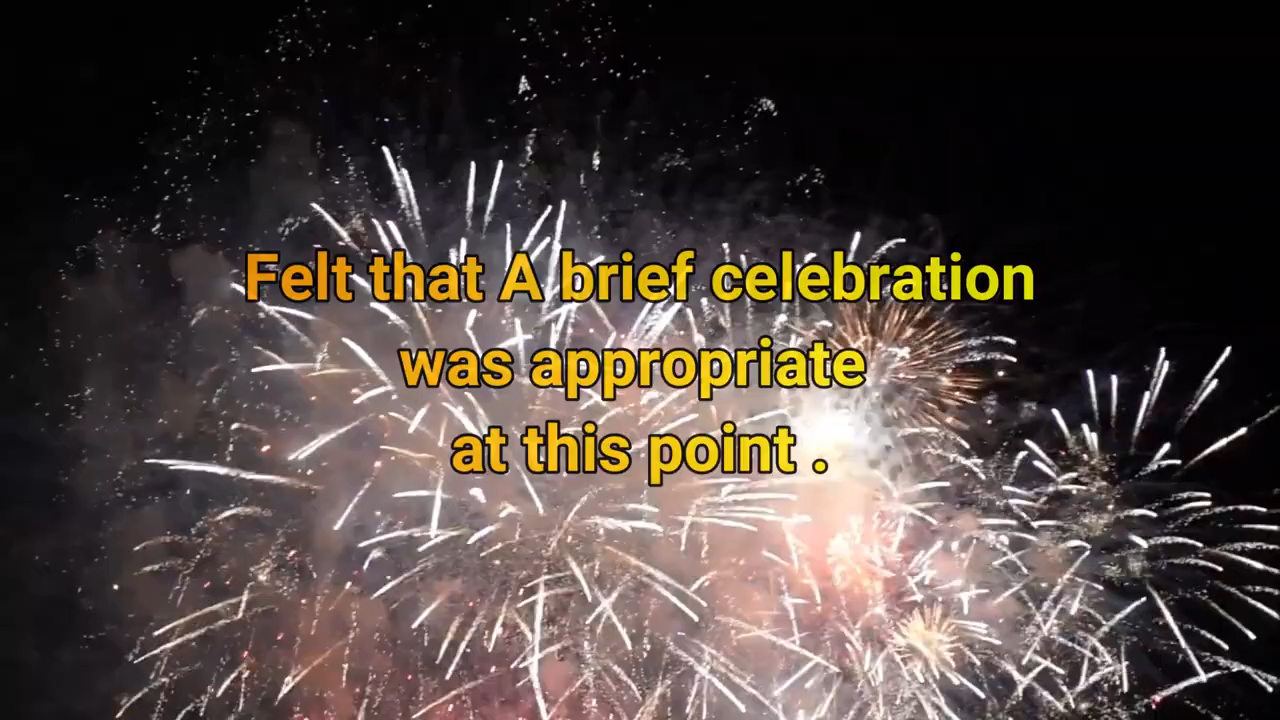 Felt that A brief celebration
was appropriate
at this point .